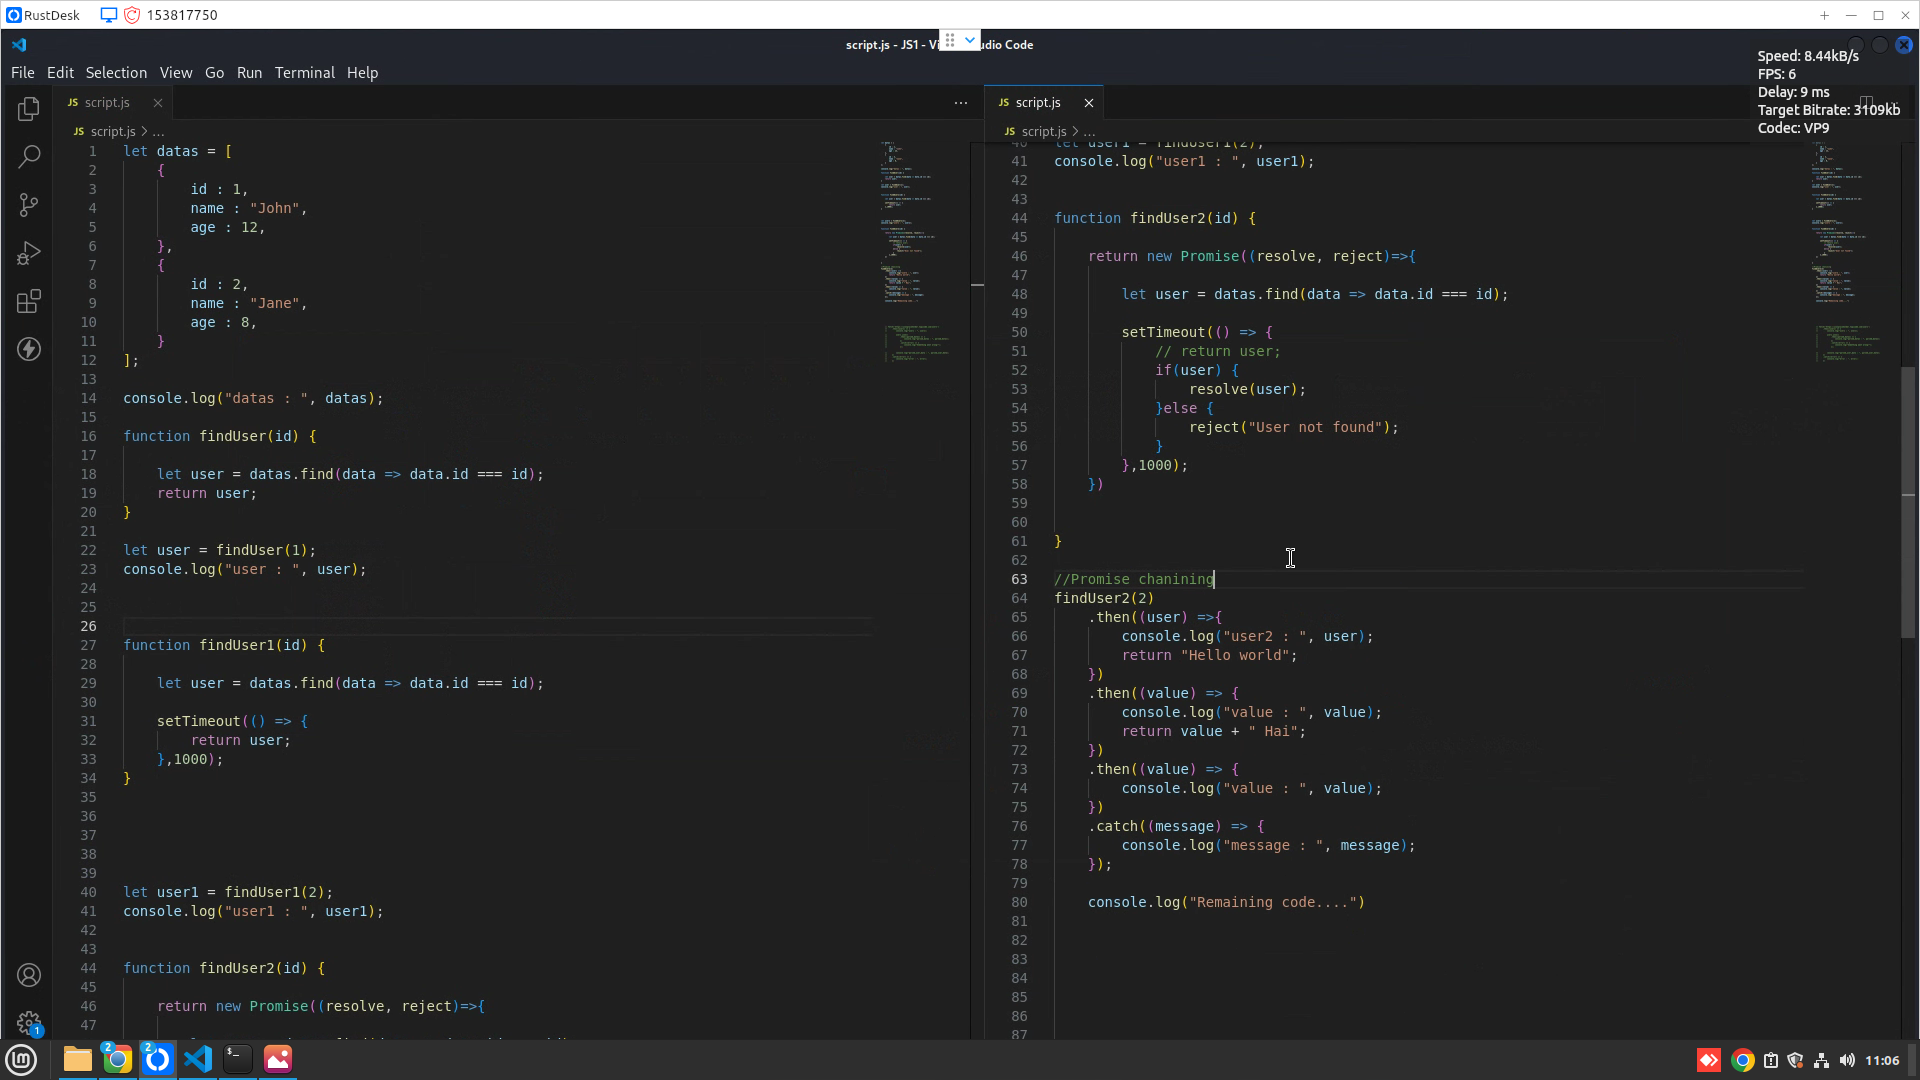 RustDesk 153817750
script.js - JS1 - Vi udio Code
File Edit Selection View Go Run Terminal Help
Speed: 8.44kB/s
FPS: 6
Delay: 9 ms
Target Bitrate: 3109kb
Codec: VP9
JS script.js
JS script.js > ...
1 let datas = [
2 {
3 id : 1,
4 name : "John",
5 age : 12,
6 },
7 {
8 id : 2,
9 name : "Jane",
10 age : 8,
11 }
12 ];
13
14 console.log("datas : ", datas);
15
16 function findUser(id) {
17
18 let user = datas.find(data => data.id === id);
19 return user;
20 }
21
22 let user = findUser(1);
23 console.log("user : ", user);
24
25
26
27 function findUser1(id) {
28
29 let user = datas.find(data => data.id === id);
30
31 setTimeout(() => {
32 return user;
33 },1000);
34 }
35
36
37
38
39
40 let user1 = findUser1(2);
41 console.log("user1 : ", user1);
42
43
44 function findUser2(id) {
45
46 return new Promise((resolve, reject)=>{
47
JS script.js
JS script.js > ...
40 let user1 = findUser1(2);
41 console.log("user1 : ", user1);
42
43
44 function findUser2(id) {
45
46 return new Promise((resolve, reject)=>{
47
48 let user = datas.find(data => data.id === id);
49
50 setTimeout(() => {
51 // return user;
52 if(user) {
53 resolve(user);
54 }else {
55 reject("User not found");
56 }
57 },1000);
58 })
59
60
61 }
62
63 //Promise chanining
64 findUser2(2)
65 .then((user) =>{
66 console.log("user2 : ", user);
67 return "Hello world";
68 })
69 .then((value) => {
70 console.log("value : ", value);
71 return value + " Hai";
72 })
73 .then((value) => {
74 console.log("value : ", value);
75 })
76 .catch((message) => {
77 console.log("message : ", message);
78 });
79
80 console.log("Remaining code....")
81
82
83
84
85
86
87
1
2 2
11:06